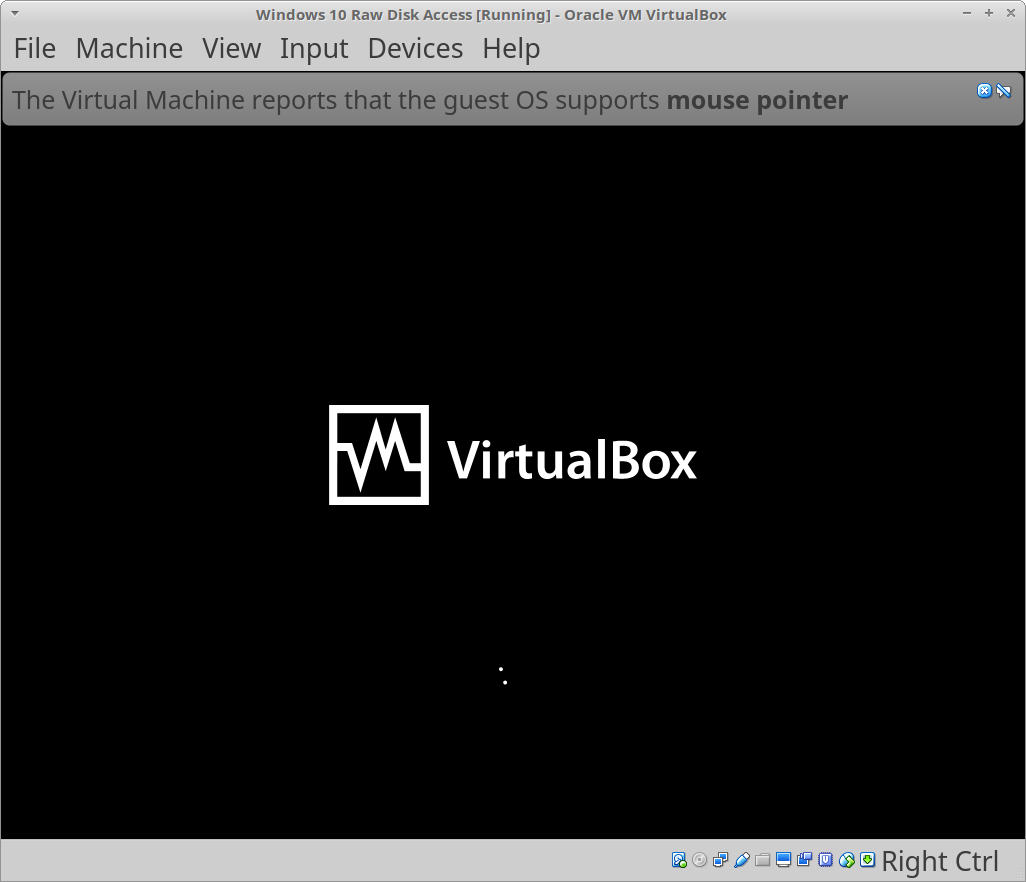 Windows 10 Raw Disk Access [Running] - Oracle VM VirtualBox
File Machine View Input Devices Help
The Virtual Machine reports that the guest OS supports mouse pointer
VirtualBox
Right Ctrl